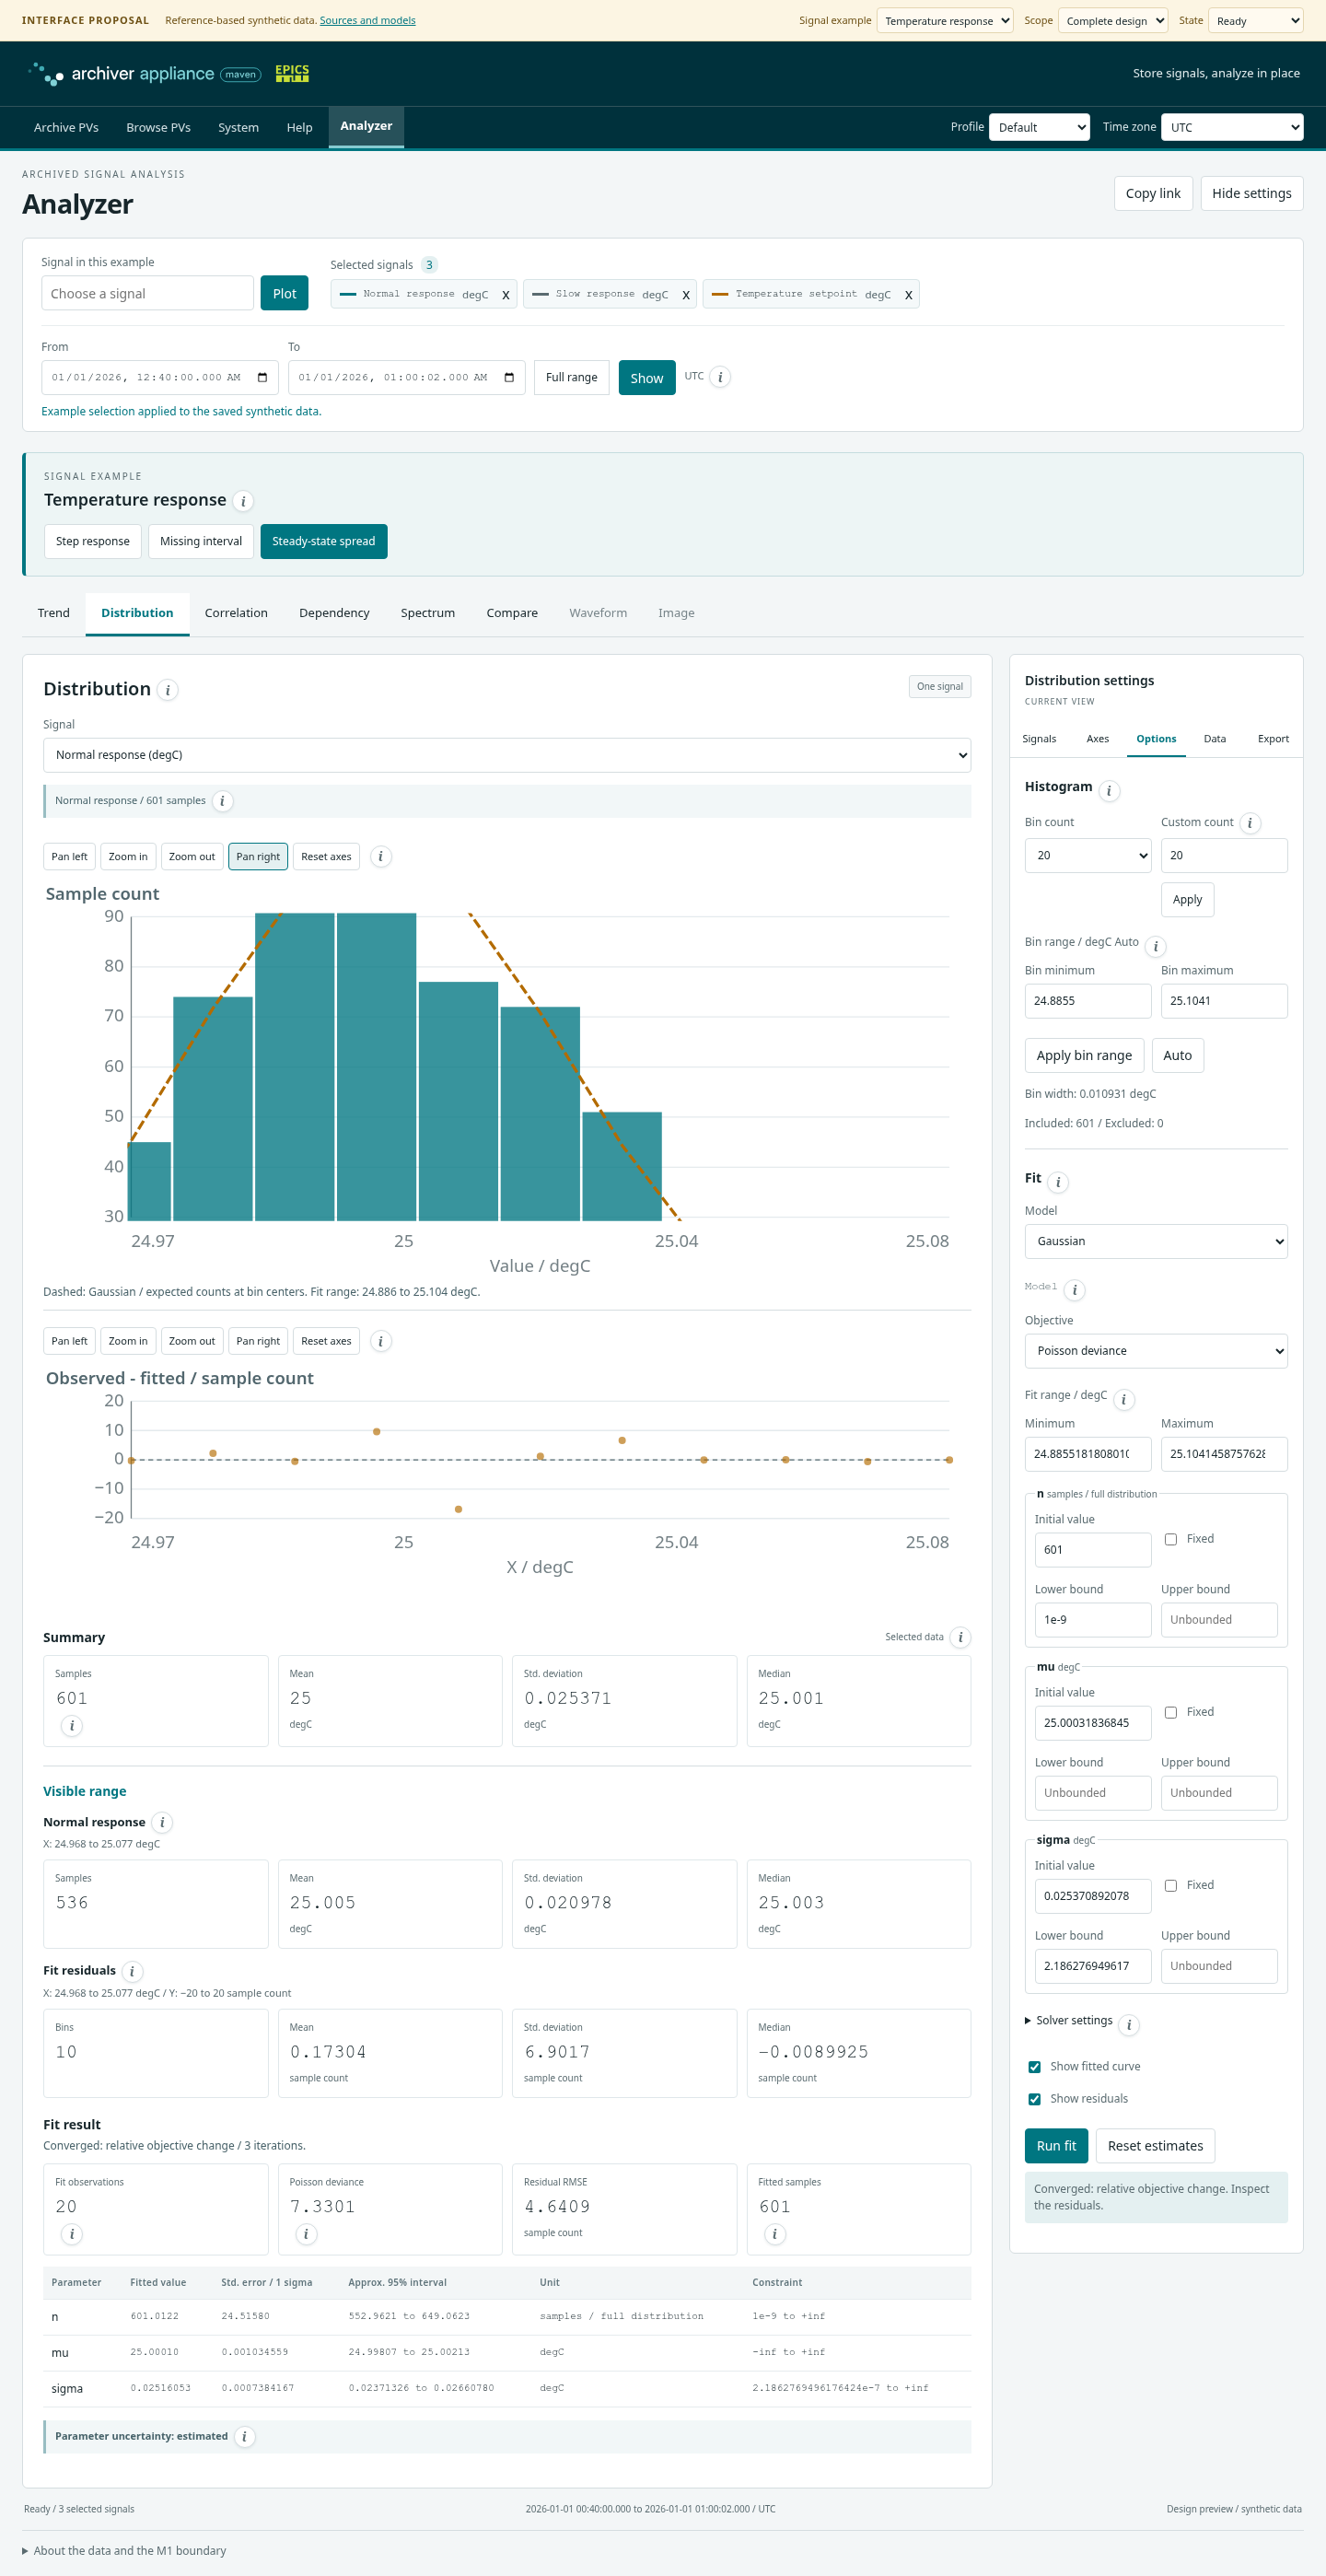 INTERFACE PROPOSAL Reference-based synthetic data. Sources and models Signal example Temperature response Scope Complete design State Ready
archiver appliance maven EPICS Store signals, analyze in place
Archive PVs Browse PVs System Help Analyzer Profile Default Time zone UTC
ARCHIVED SIGNAL ANALYSIS
Analyzer Copy link Hide settings
Signal in this example Selected signals 3
Choose a signal Plot Normal response degC X Slow response degC X Temperature setpoint degC X
From To
01/01/2026, 12:40:00.000 AM 01/01/2026, 01:00:02.000 AM Full range Show UTC i
Example selection applied to the saved synthetic data.
SIGNAL EXAMPLE
Temperature response i
Step response Missing interval Steady-state spread
Trend Distribution Correlation Dependency Spectrum Compare Waveform Image
Distribution i One signal
Signal
Normal response (degC)
Normal response / 601 samples i
Pan left Zoom in Zoom out Pan right Reset axes i
Sample count
90
80
70
60
50
40
30
24.97 25 25.04 25.08
Value / degC
Dashed: Gaussian / expected counts at bin centers. Fit range: 24.886 to 25.104 degC.
Pan left Zoom in Zoom out Pan right Reset axes i
Observed - fitted / sample count
20
10
0
−10
−20
24.97 25 25.04 25.08
X / degC
Summary Selected data i
Samples Mean Std. deviation Median
601 25 0.025371 25.001
i degC degC degC
Visible range
Normal response i
X: 24.968 to 25.077 degC
Samples Mean Std. deviation Median
536 25.005 0.020978 25.003
degC degC degC
Fit residuals i
X: 24.968 to 25.077 degC / Y: −20 to 20 sample count
Bins Mean Std. deviation Median
10 0.17304 6.9017 −0.0089925
sample count sample count sample count
Fit result
Converged: relative objective change / 3 iterations.
Fit observations Poisson deviance Residual RMSE Fitted samples
20 7.3301 4.6409 601
i i sample count i
Parameter Fitted value Std. error / 1 sigma Approx. 95% interval Unit Constraint
n 601.0122 24.51580 552.9621 to 649.0623 samples / full distribution 1e-9 to +inf
mu 25.00010 0.001034559 24.99807 to 25.00213 degC -inf to +inf
sigma 0.02516053 0.0007384167 0.02371326 to 0.02660780 degC 2.1862769496176424e-7 to +inf
Parameter uncertainty: estimated i
Distribution settings
CURRENT VIEW
Signals Axes Options Data Export
Histogram i
Bin count Custom count i
20 20
Apply
Bin range / degC Auto i
Bin minimum Bin maximum
24.8855 25.1041
Apply bin range Auto
Bin width: 0.010931 degC
Included: 601 / Excluded: 0
Fit i
Model
Gaussian
Model i
Objective
Poisson deviance
Fit range / degC i
Minimum Maximum
24.885518180801( 25.104145875762
n samples / full distribution
Initial value
601 Fixed
Lower bound Upper bound
1e-9 Unbounded
mu degC
Initial value
25.00031836845 Fixed
Lower bound Upper bound
Unbounded Unbounded
sigma degC
Initial value
0.025370892078 Fixed
Lower bound Upper bound
2.186276949617 Unbounded
Solver settings i
Show fitted curve
Show residuals
Run fit Reset estimates
Converged: relative objective change. Inspect
the residuals.
Ready / 3 selected signals 2026-01-01 00:40:00.000 to 2026-01-01 01:00:02.000 / UTC Design preview / synthetic data
About the data and the M1 boundary